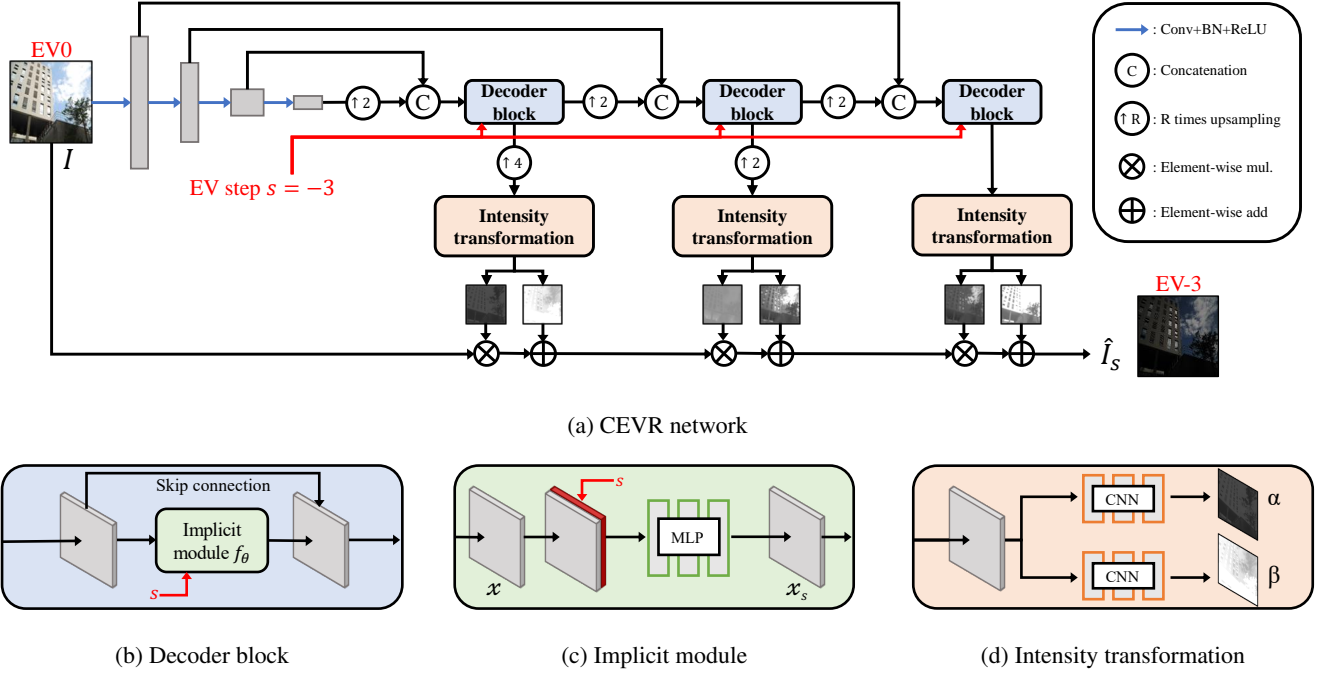 EV0
I
↑ 2
C
Decoder
block
↑ 2
C
Decoder
block
↑ 2
C
Decoder
block
: Conv+BN+ReLU
C : Concatenation
↑ R : R times upsampling
: Element-wise mul.
: Element-wise add
EV step s = −3
↑ 4
↑ 2
Intensity
transformation
Intensity
transformation
Intensity
transformation
EV-3
Î_s
(a) CEVR network
Skip connection
Implicit
module f_θ
s
(b) Decoder block
s
MLP
x
x_s
(c) Implicit module
CNN
α
CNN
β
(d) Intensity transformation